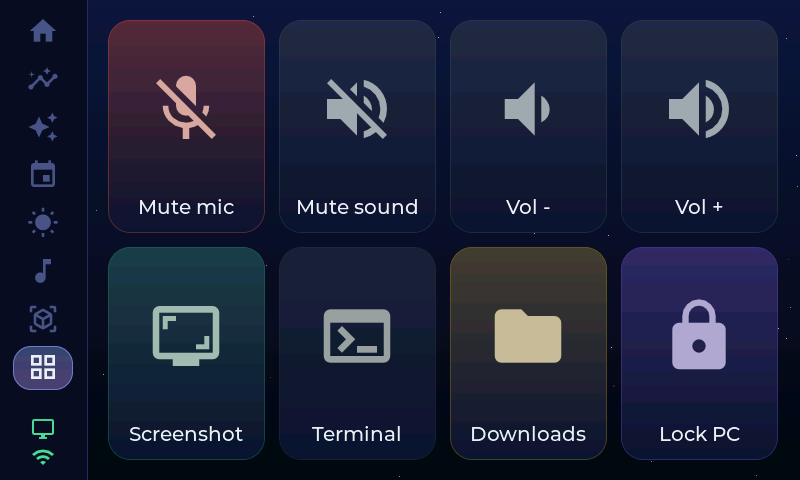 Mute mic
Mute sound
Vol -
Vol +
Screenshot
Terminal
Downloads
Lock PC